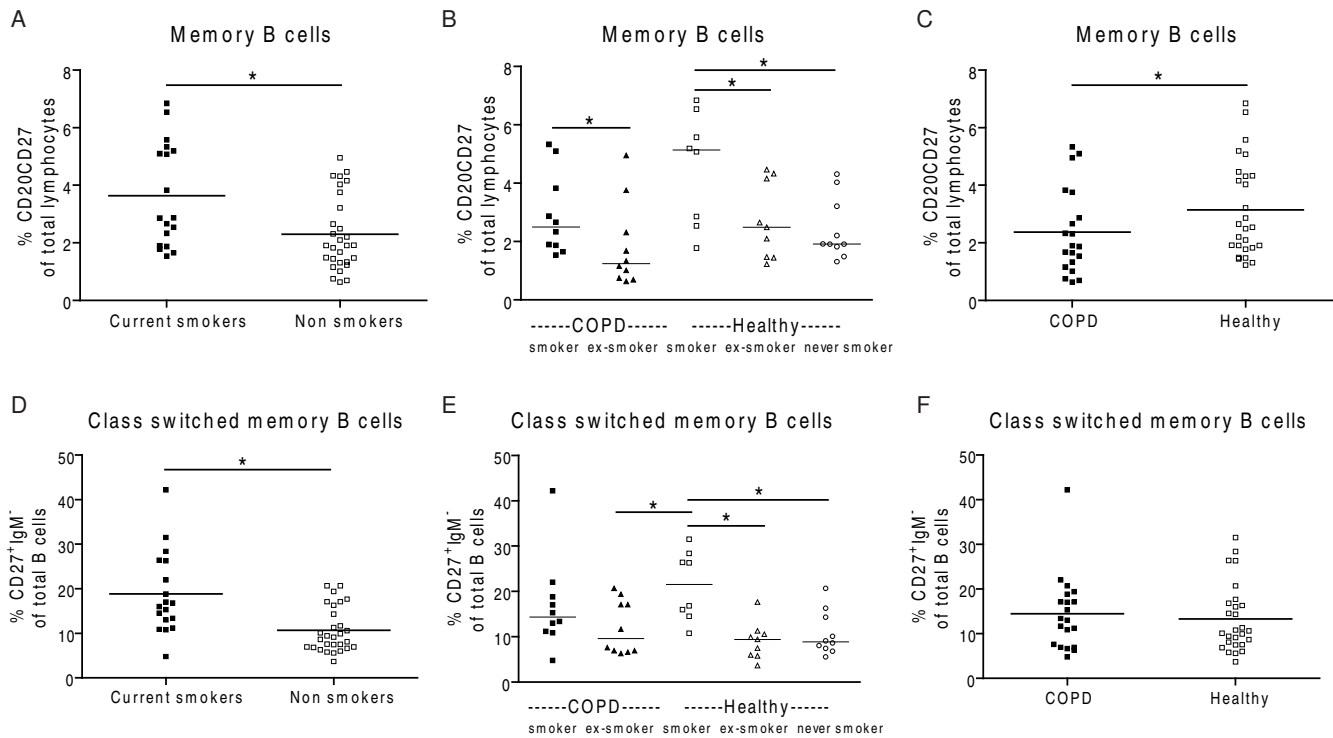 A
Memory B cells
*
8
6
4
2
0
% CD20CD27
of total lymphocytes
Current smokers Non smokers
B
Memory B cells
*
*
*
8
6
4
2
0
% CD20CD27
of total lymphocytes
------COPD------ ------Healthy------
smoker ex-smoker smoker ex-smoker never smoker
C
Memory B cells
*
8
6
4
2
0
% CD20CD27
of total lymphocytes
COPD Healthy
D
Class switched memory B cells
*
50
40
30
20
10
0
% CD27⁺IgM⁻
of total B cells
Current smokers Non smokers
E
Class switched memory B cells
*
*
*
50
40
30
20
10
0
% CD27⁺IgM⁻
of total B cells
------COPD------ ------Healthy------
smoker ex-smoker smoker ex-smoker never smoker
F
Class switched memory B cells
50
40
30
20
10
0
% CD27⁺IgM⁻
of total B cells
COPD Healthy